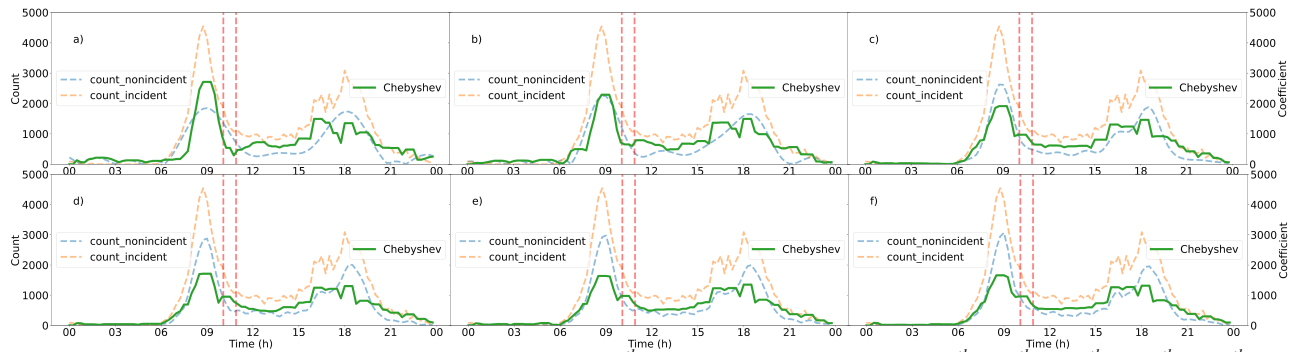 5000 5000
a) b) c)
4000 4000
3000 count_nonincident count_nonincident count_nonincident 3000
count_incident Chebyshev count_incident Chebyshev count_incident Chebyshev
Count Coefficient
2000 2000
1000 1000
0 0
00 03 06 09 12 15 18 21 00 03 06 09 12 15 18 21 00 03 06 09 12 15 18 21 00
5000 5000
d) e) f)
4000 4000
3000 count_nonincident count_nonincident count_nonincident 3000
count_incident Chebyshev count_incident Chebyshev count_incident Chebyshev
Count Coefficient
2000 2000
1000 1000
0 0
00 03 06 09 12 15 18 21 00 03 06 09 12 15 18 21 00 03 06 09 12 15 18 21 00
Time (h) Time (h) Time (h)